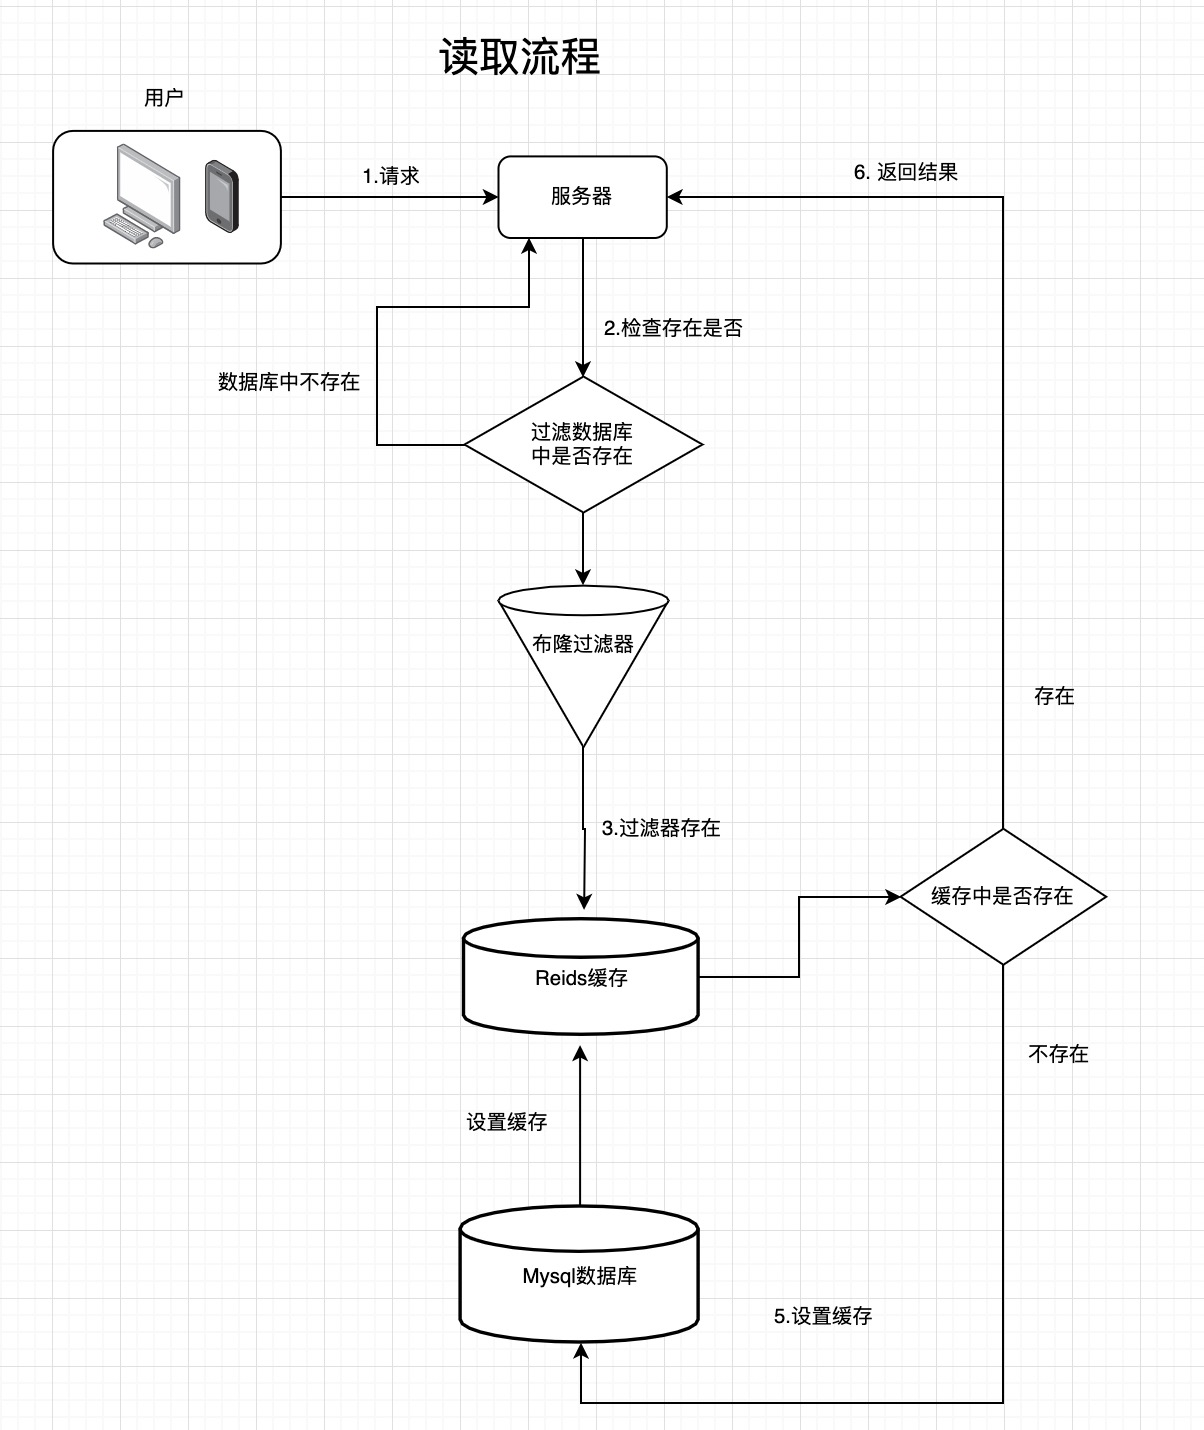 读取流程
用户
1.请求
服务器
6. 返回结果
2.检查存在是否
数据库中不存在
过滤数据库
中是否存在
布隆过滤器
存在
3.过滤器存在
缓存中是否存在
Reids缓存
不存在
设置缓存
Mysql数据库
5.设置缓存